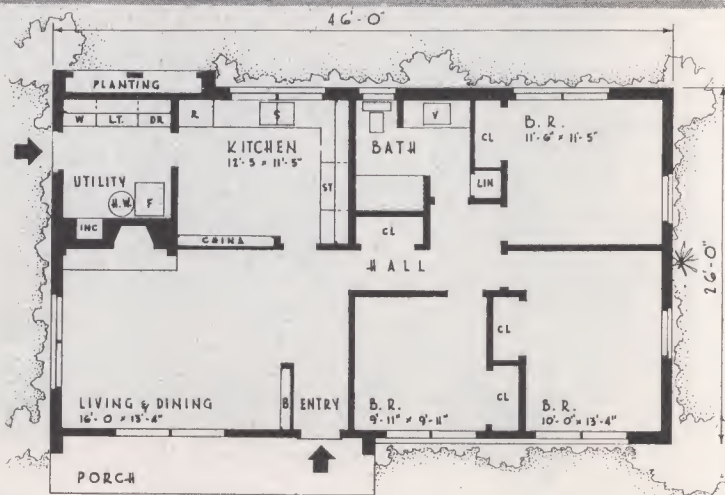 46'-0"
PLANTING
W
L.T.
DR.
R.
S
KITCHEN
12'-5 x 11'-5"
BATH
V
CL
B. R.
11'-6" x 11'-5"
UTILITY
H.W.
F
ST
LIN
INC
CHINA
CL
HALL
26'-0"
CL
LIVING & DINING
16'-0 x 13'-4"
B
ENTRY
B. R.
9'-11" x 9'-11"
CL
B. R.
10'-0" x 13'-4"
PORCH